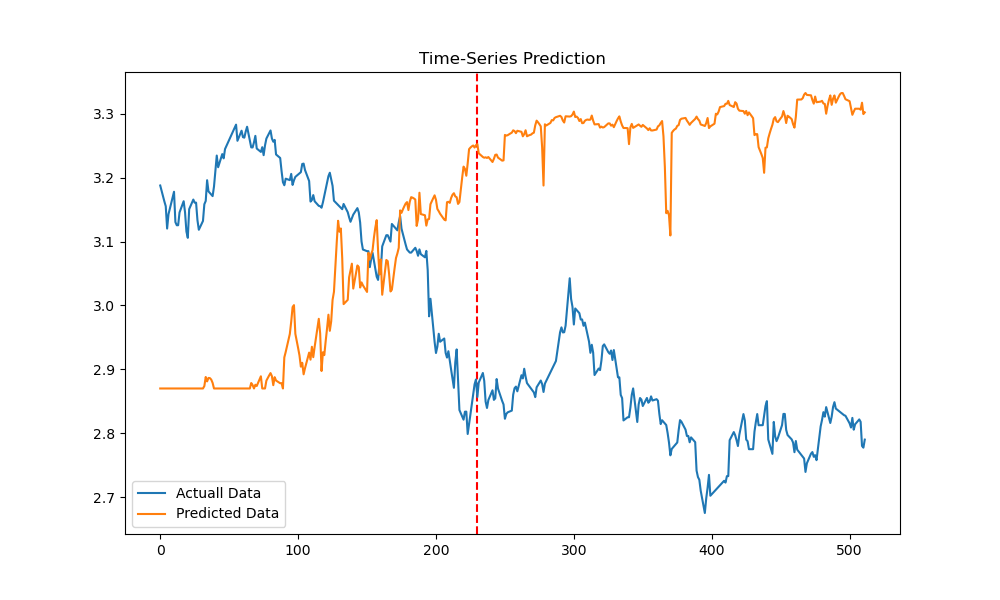 Time-Series Prediction
3.3
3.2
3.1
3.0
2.9
2.8
2.7
Actuall Data
Predicted Data
0 100 200 300 400 500